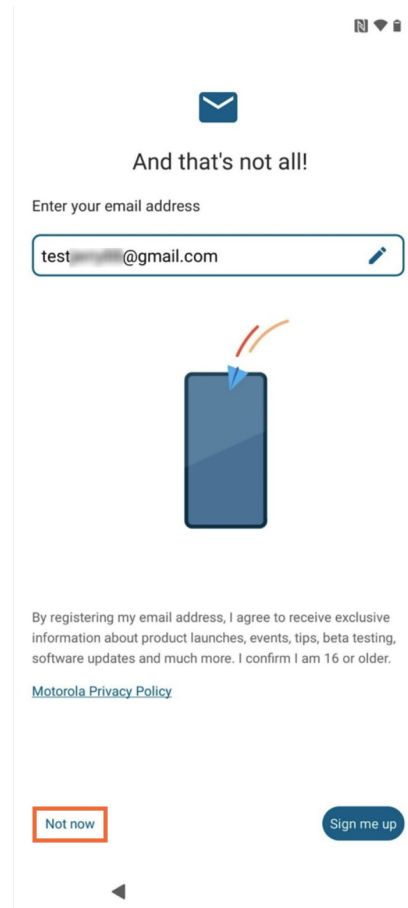 And that's not all!
Enter your email address
test @gmail.com
By registering my email address, I agree to receive exclusive
information about product launches, events, tips, beta testing,
software updates and much more. I confirm I am 16 or older.
Motorola Privacy Policy
Not now
Sign me up